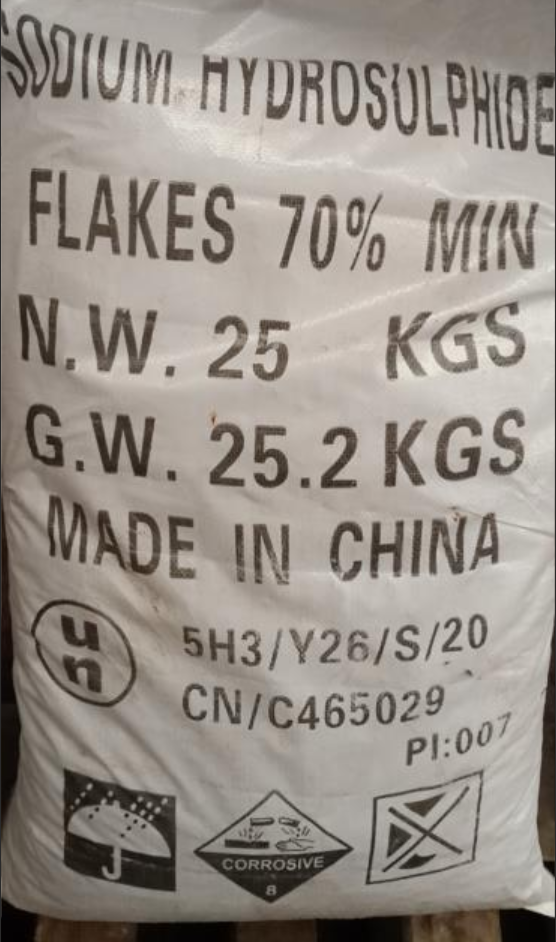 SODIUM HYDROSULPHIDE
FLAKES 70% MIN
N.W. 25 KGS
G.W. 25.2 KGS
MADE IN CHINA
un
5H3/Y26/S/20
CN/C465029
PI:007
CORROSIVE
8